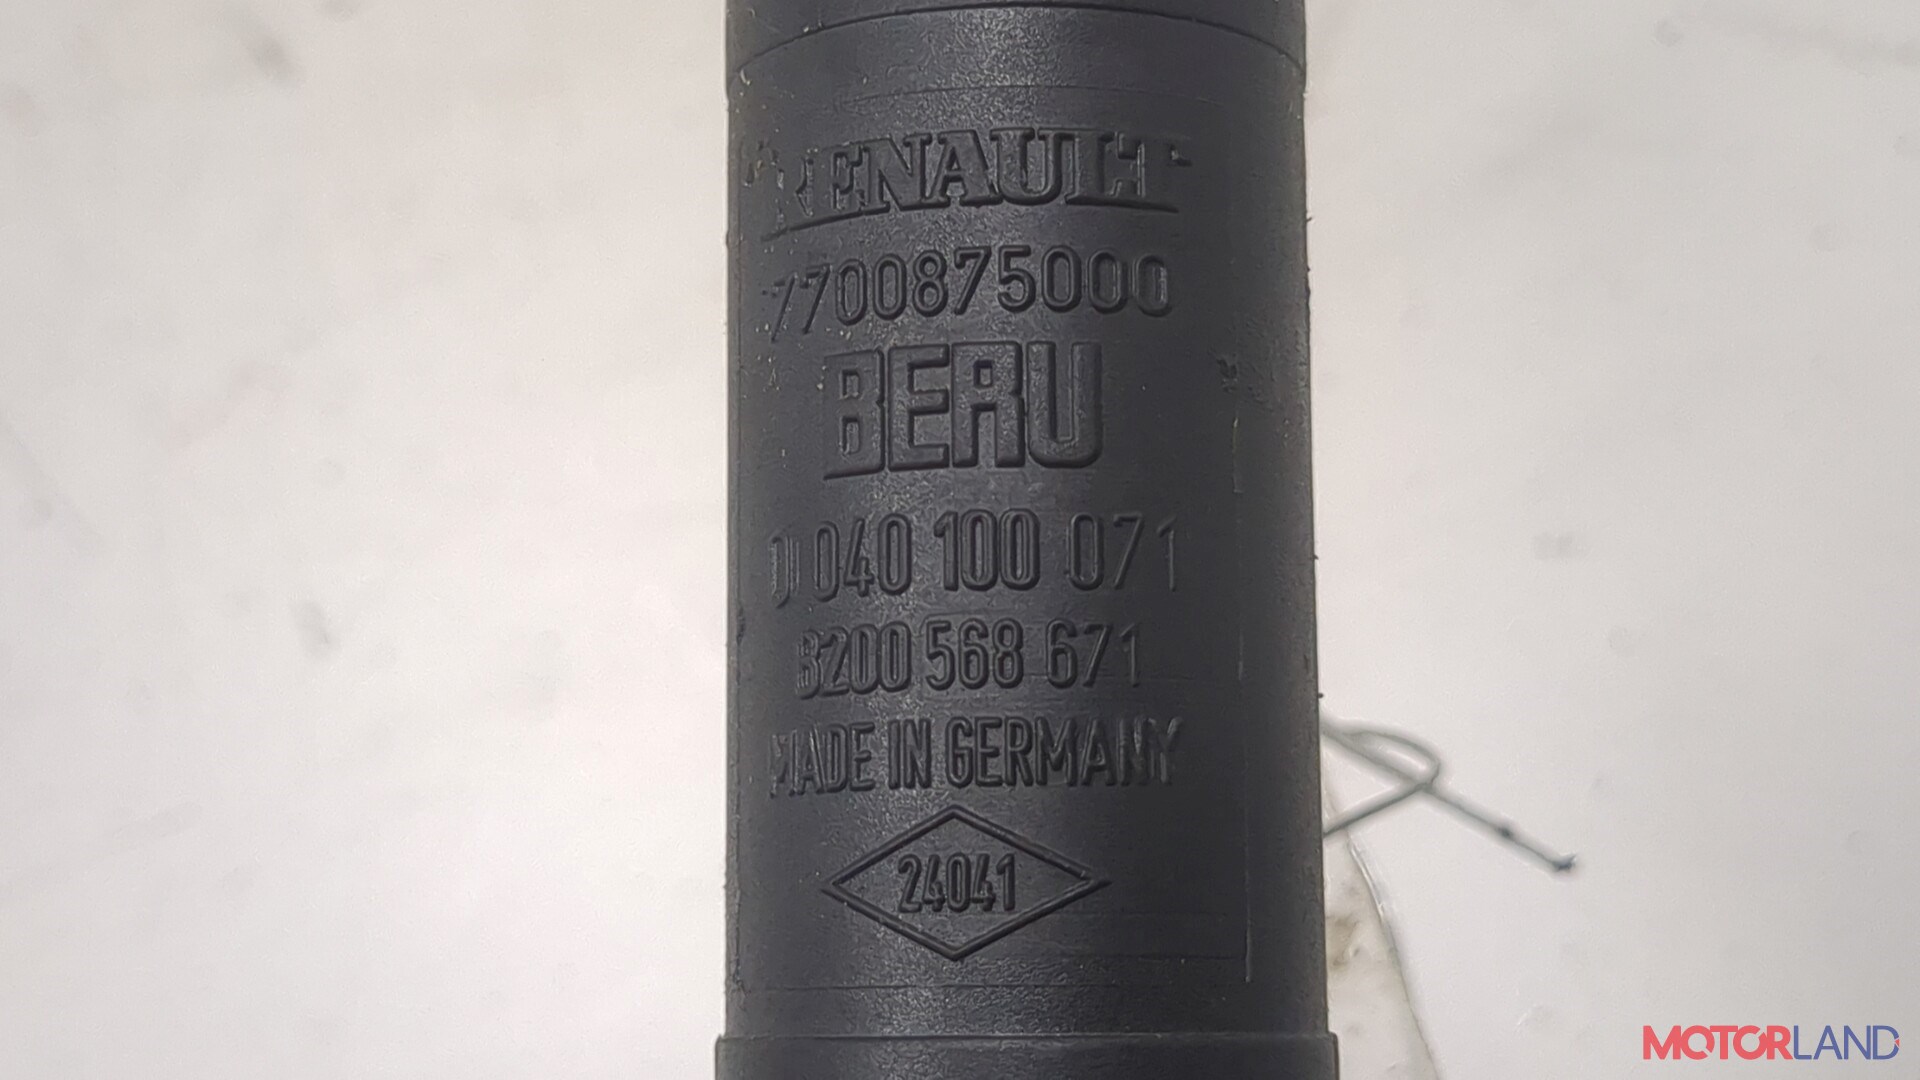 RENAULT
7700875000
BERU
0 040 100 071
8200 568 671
MADE IN GERMANY
24041
MOTORLAND